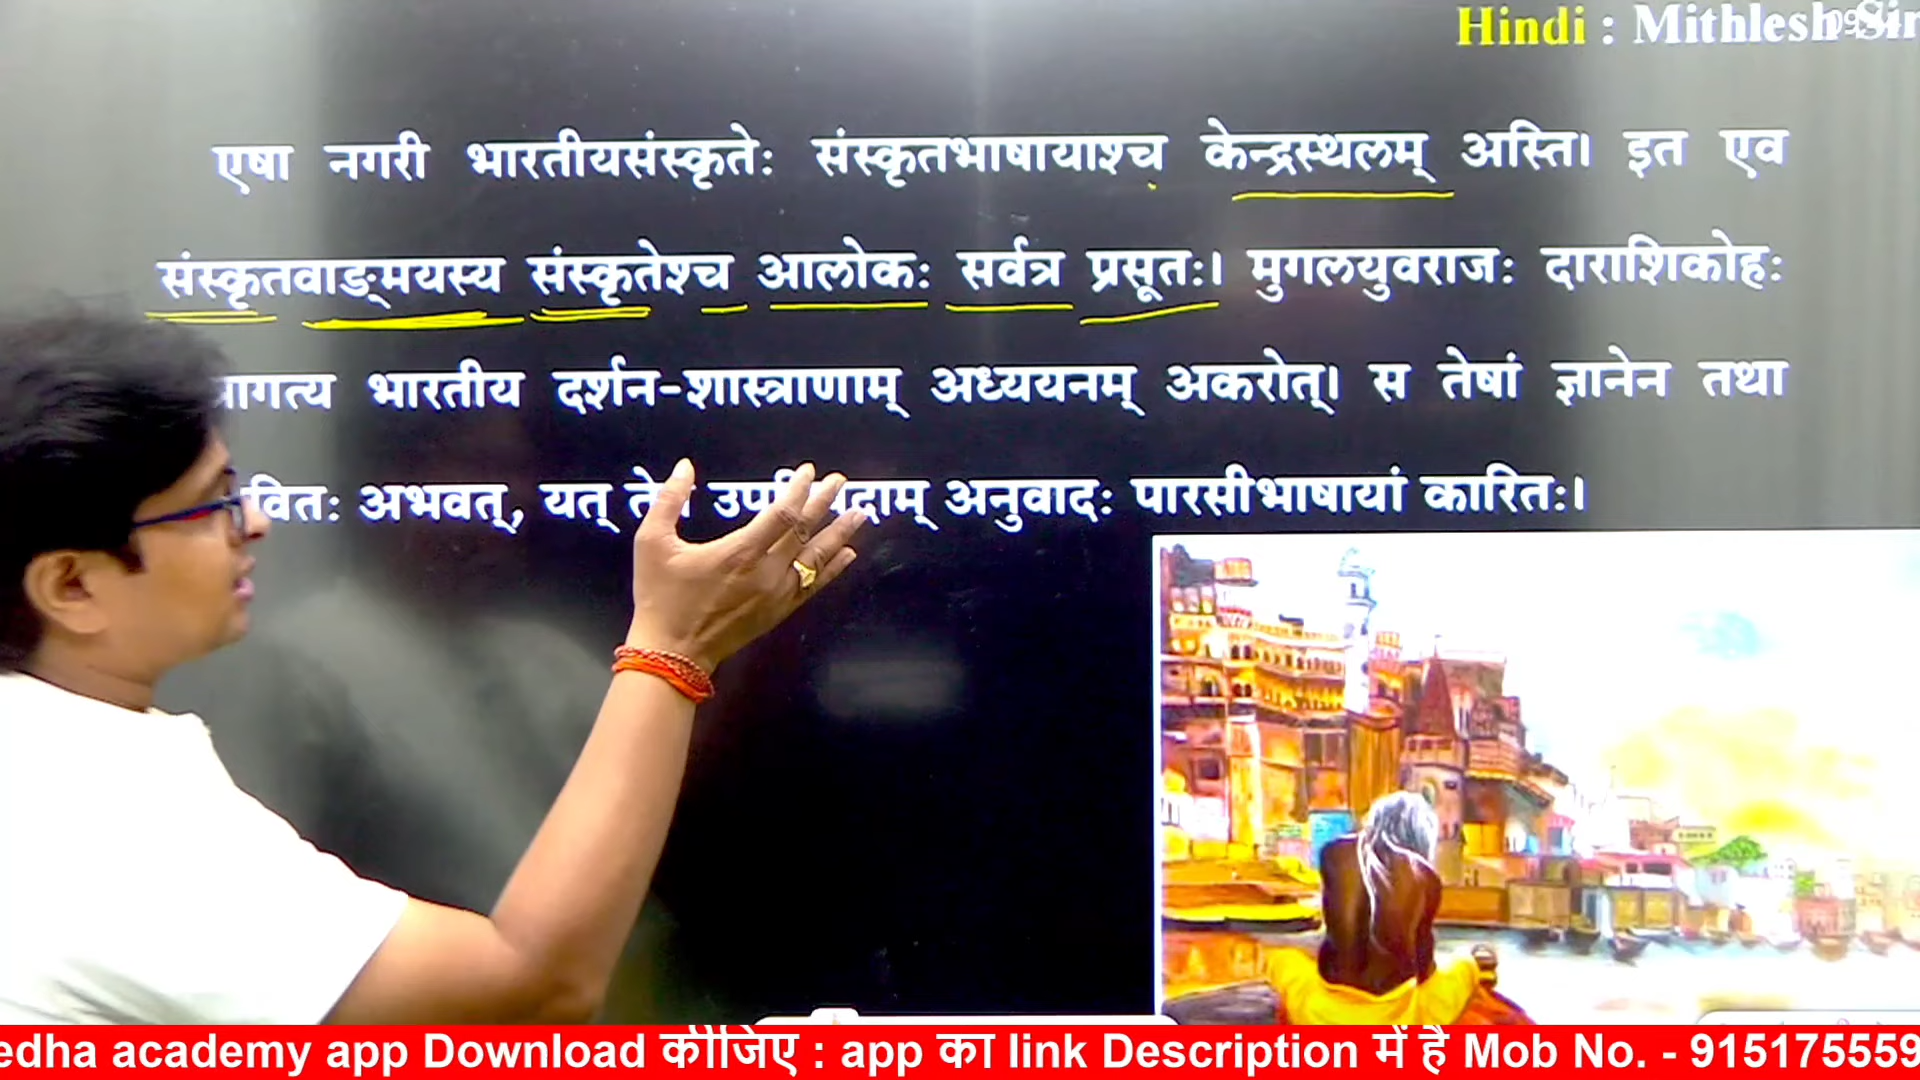 Hindi : Mithlesh Sir
एषा नगरी भारतीयसंस्कृतेः संस्कृतभाषायाश्च केन्द्रस्थलम् अस्ति। इत एव
संस्कृतवाङ्मयस्य संस्कृतेश्च आलोकः सर्वत्र प्रसूतः। मुगलयुवराजः दाराशिकोहः
भारतीय दर्शन-शास्त्राणाम् अध्ययनम् अकरोत्। स तेषां ज्ञानेन तथा
अभवत्, यत् अनुवादः पारसीभाषायां कारितः।
edha academy app Download कीजिए : app का link Description में है Mob No. - 915175559